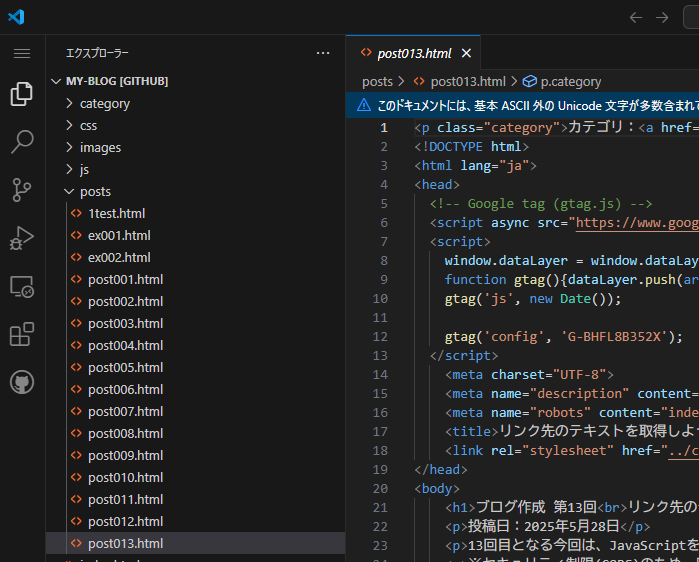 エクスプローラー
MY-BLOG [GITHUB]
category
css
images
js
posts
1test.html
ex001.html
ex002.html
post001.html
post002.html
post003.html
post004.html
post005.html
post006.html
post007.html
post008.html
post009.html
post010.html
post011.html
post012.html
post013.html
post013.html
posts > post013.html > p.category
このドキュメントには、基本 ASCII 外の Unicode 文字が多数含まれて
1 <p class="category">カテゴリ：<a href=
2 <!DOCTYPE html>
3 <html lang="ja">
4 <head>
5 <!-- Google tag (gtag.js) -->
6 <script async src="https://www.goog
7 <script>
8 window.dataLayer = window.dataLay
9 function gtag(){dataLayer.push(ar
10 gtag('js', new Date());
11
12 gtag('config', 'G-BHFL8B352X');
13 </script>
14 <meta charset="UTF-8">
15 <meta name="description" content=
16 <meta name="robots" content="inde
17 <title>リンク先のテキストを取得しよ
18 <link rel="stylesheet" href="../c
19 </head>
20 <body>
21 <h1>ブログ作成 第13回<br>リンク先の
22 <p>投稿日：2025年5月28日</p>
23 <p>13回目となる今回は、JavaScriptを